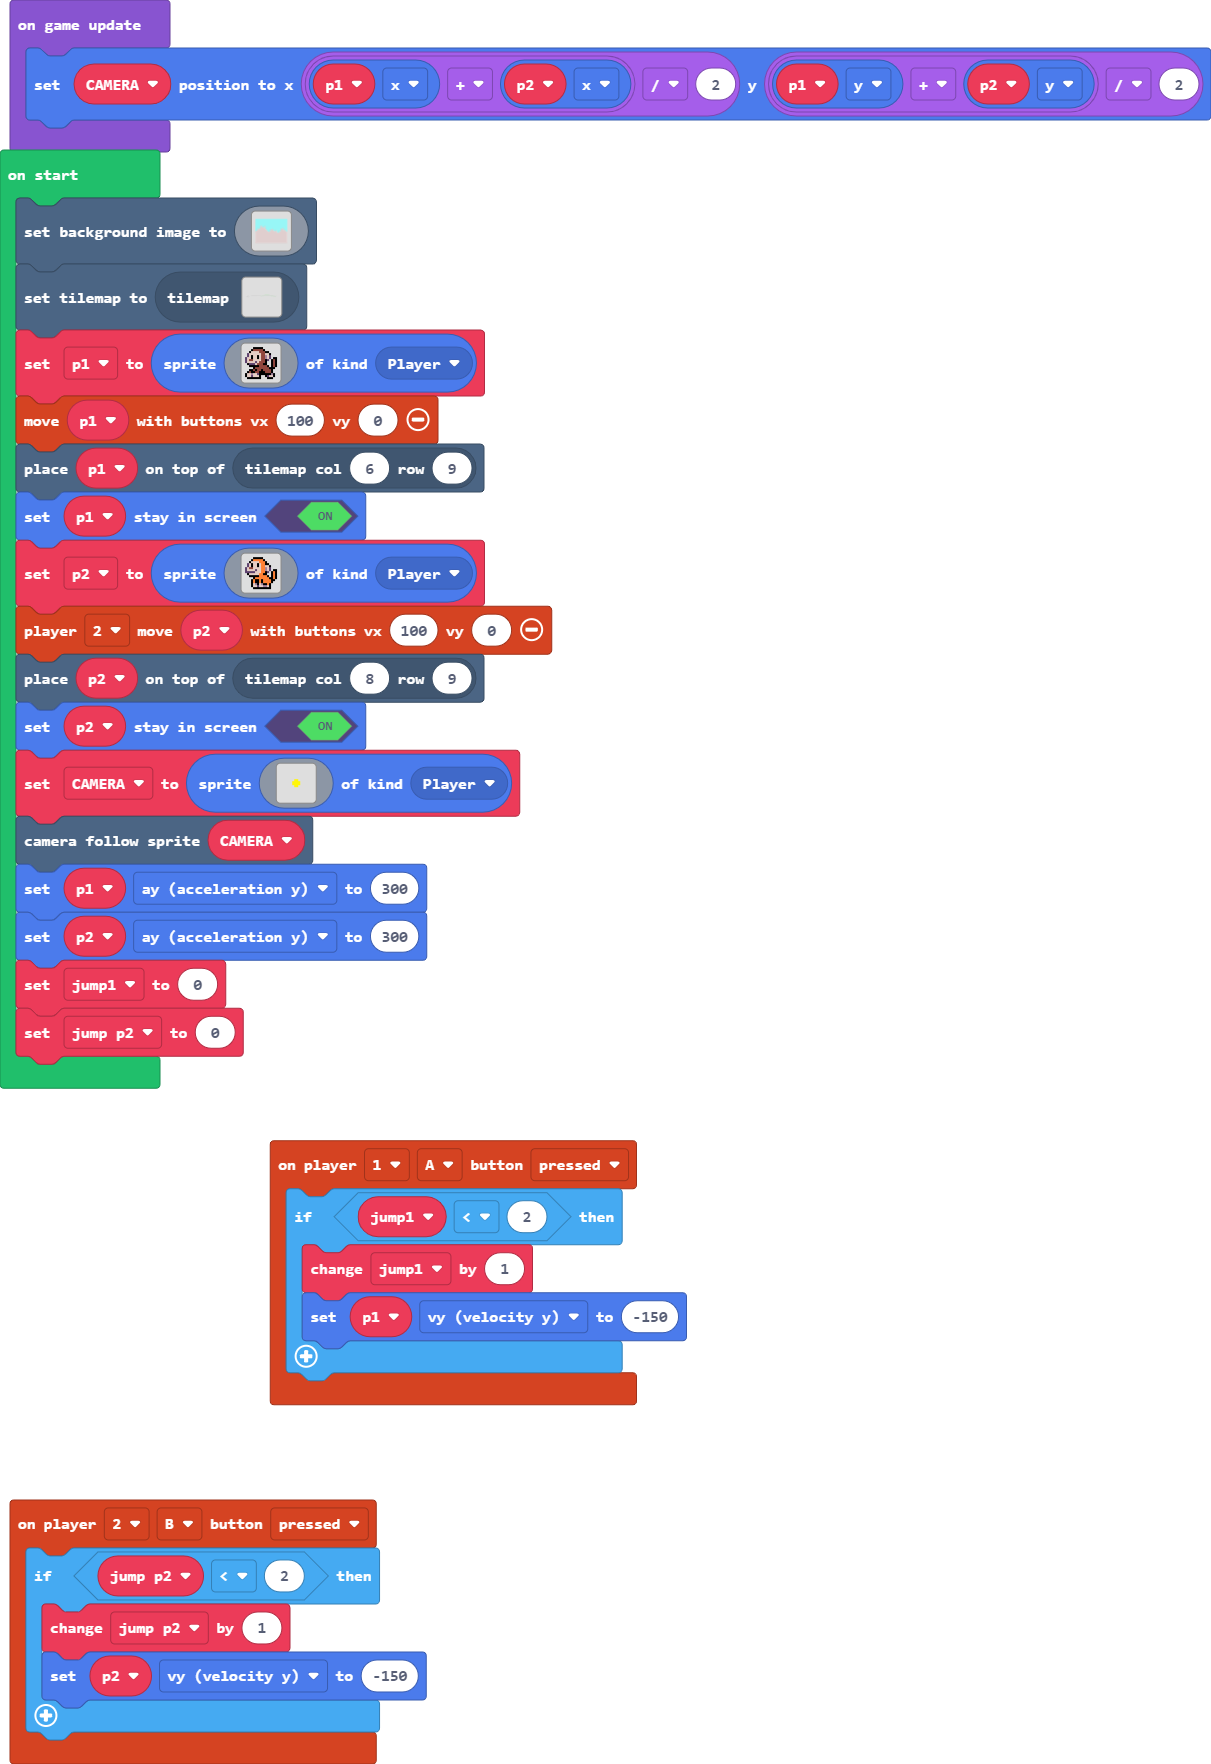 on game update
set CAMERA position to x p1 x + p2 x / 2 y p1 y + p2 y / 2
on start
set background image to
set tilemap to tilemap
set p1 to sprite of kind Player
move p1 with buttons vx 100 vy 0
place p1 on top of tilemap col 6 row 9
set p1 stay in screen ON
set p2 to sprite of kind Player
player 2 move p2 with buttons vx 100 vy 0
place p2 on top of tilemap col 8 row 9
set p2 stay in screen ON
set CAMERA to sprite of kind Player
camera follow sprite CAMERA
set p1 ay (acceleration y) to 300
set p2 ay (acceleration y) to 300
set jump1 to 0
set jump p2 to 0
on player 1 A button pressed
if jump1 < 2 then
change jump1 by 1
set p1 vy (velocity y) to -150
on player 2 B button pressed
if jump p2 < 2 then
change jump p2 by 1
set p2 vy (velocity y) to -150